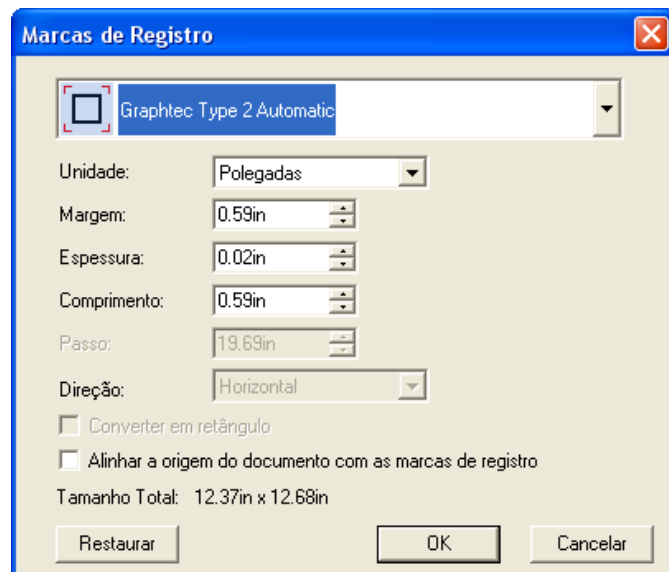 Marcas de Registro
Graphtec Type 2 Automatic
Unidade: Polegadas
Margem: 0.59in
Espessura: 0.02in
Comprimento: 0.59in
Passo: 19.69in
Direção: Horizontal
Converter em retângulo
Alinhar a origem do documento com as marcas de registro
Tamanho Total: 12.37in x 12.68in
Restaurar OK Cancelar